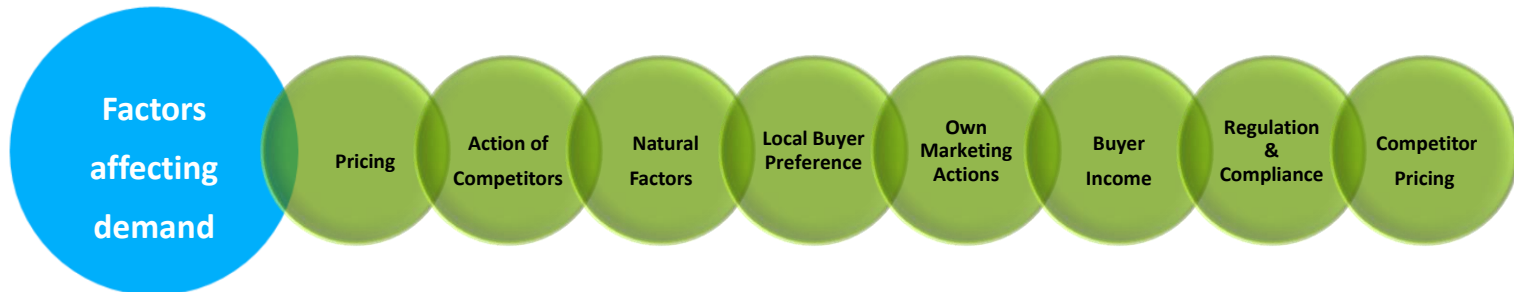 Factors
affecting
demand
Pricing
Action of
Competitors
Natural
Factors
Local Buyer
Preference
Own
Marketing
Actions
Buyer
Income
Regulation
&
Compliance
Competitor
Pricing